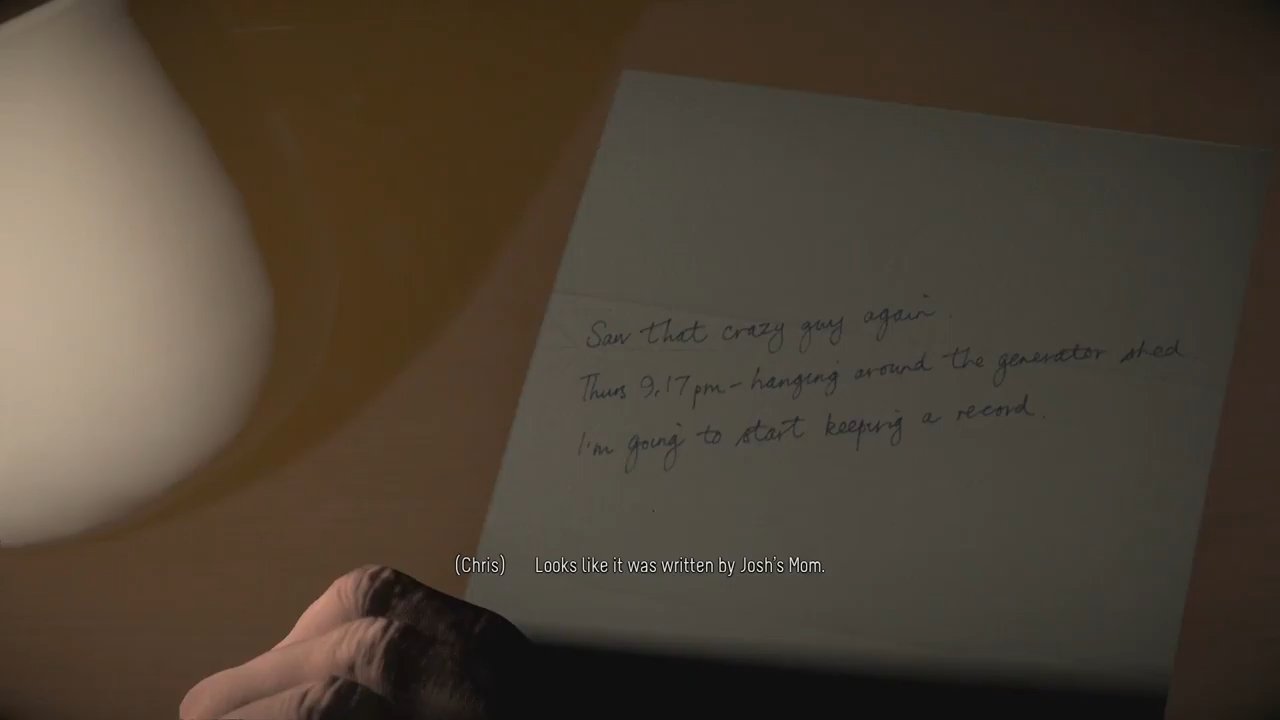 Saw that crazy guy again.
Thurs 9.17pm - hanging around the generator shed
I'm going to start keeping a record.
(Chris) Looks like it was written by Josh's Mom.